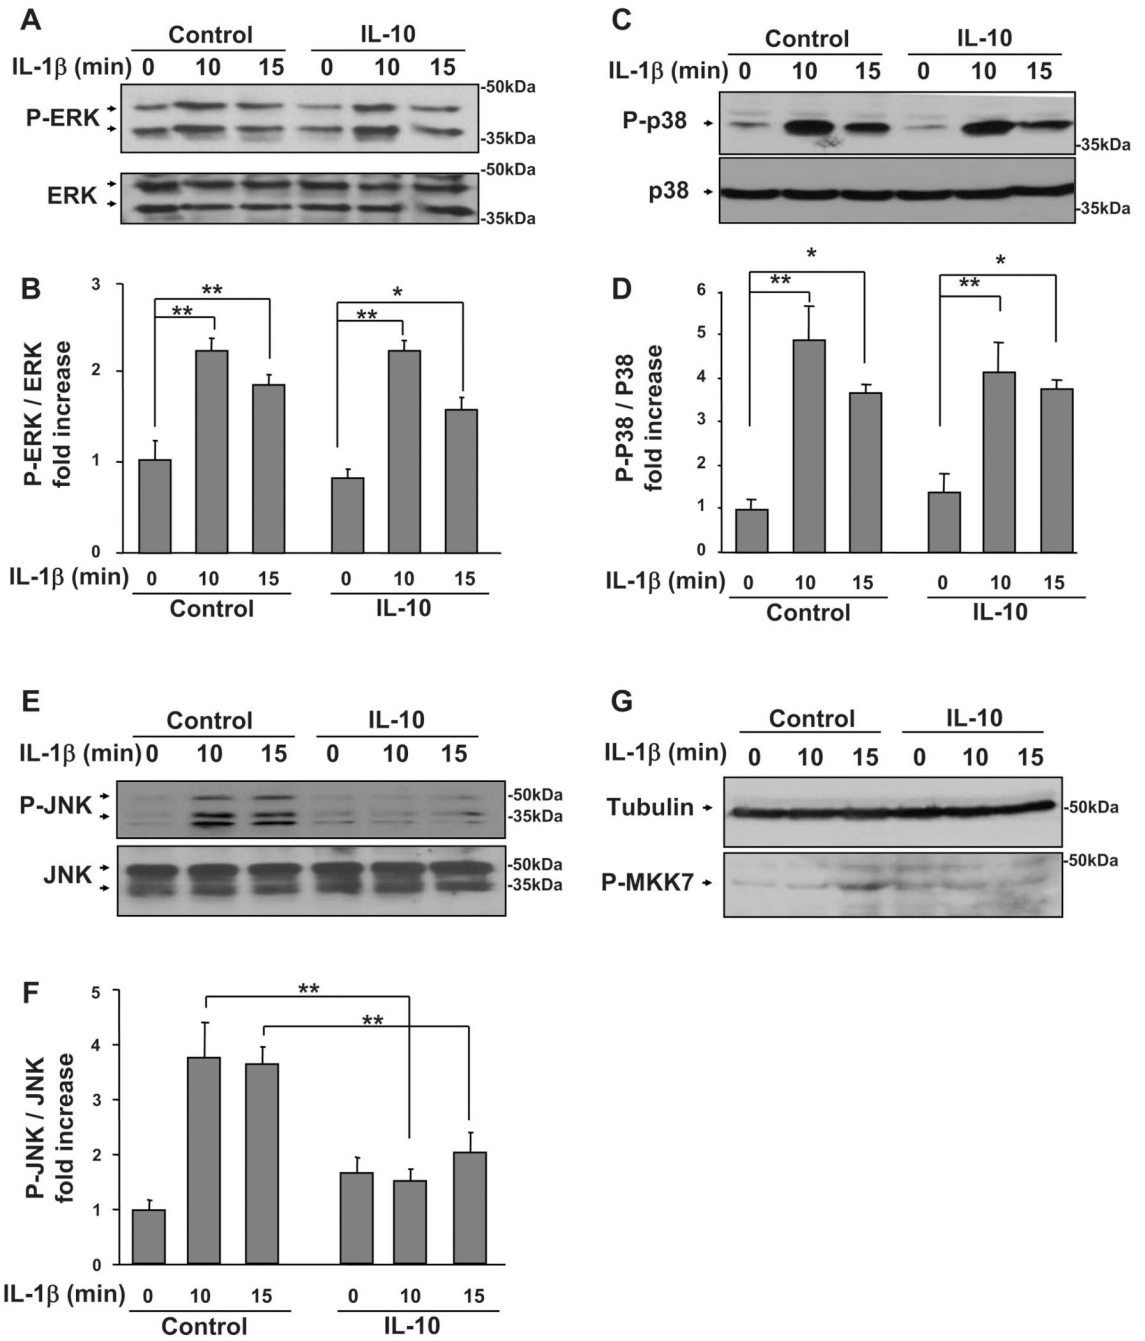 A
Control IL-10
IL-1β (min) 0 10 15 0 10 15
-50kDa
P-ERK
-35kDa
-50kDa
ERK
-35kDa
B
3
2
1
0
P-ERK / ERK
fold increase
** ** ** *
IL-1β (min) 0 10 15 0 10 15
Control IL-10
C
Control IL-10
IL-1β (min) 0 10 15 0 10 15
P-p38
-35kDa
p38
-35kDa
D
6
5
4
3
2
1
0
P-P38 / P38
fold increase
* ** * **
IL-1β (min) 0 10 15 0 10 15
Control IL-10
E
Control IL-10
IL-1β (min) 0 10 15 0 10 15
-50kDa
P-JNK
-35kDa
JNK
-50kDa
-35kDa
F
5
4
3
2
1
0
P-JNK / JNK
fold increase
**
**
IL-1β (min) 0 10 15 0 10 15
Control IL-10
G
Control IL-10
IL-1β (min) 0 10 15 0 10 15
Tubulin
-50kDa
-50kDa
P-MKK7